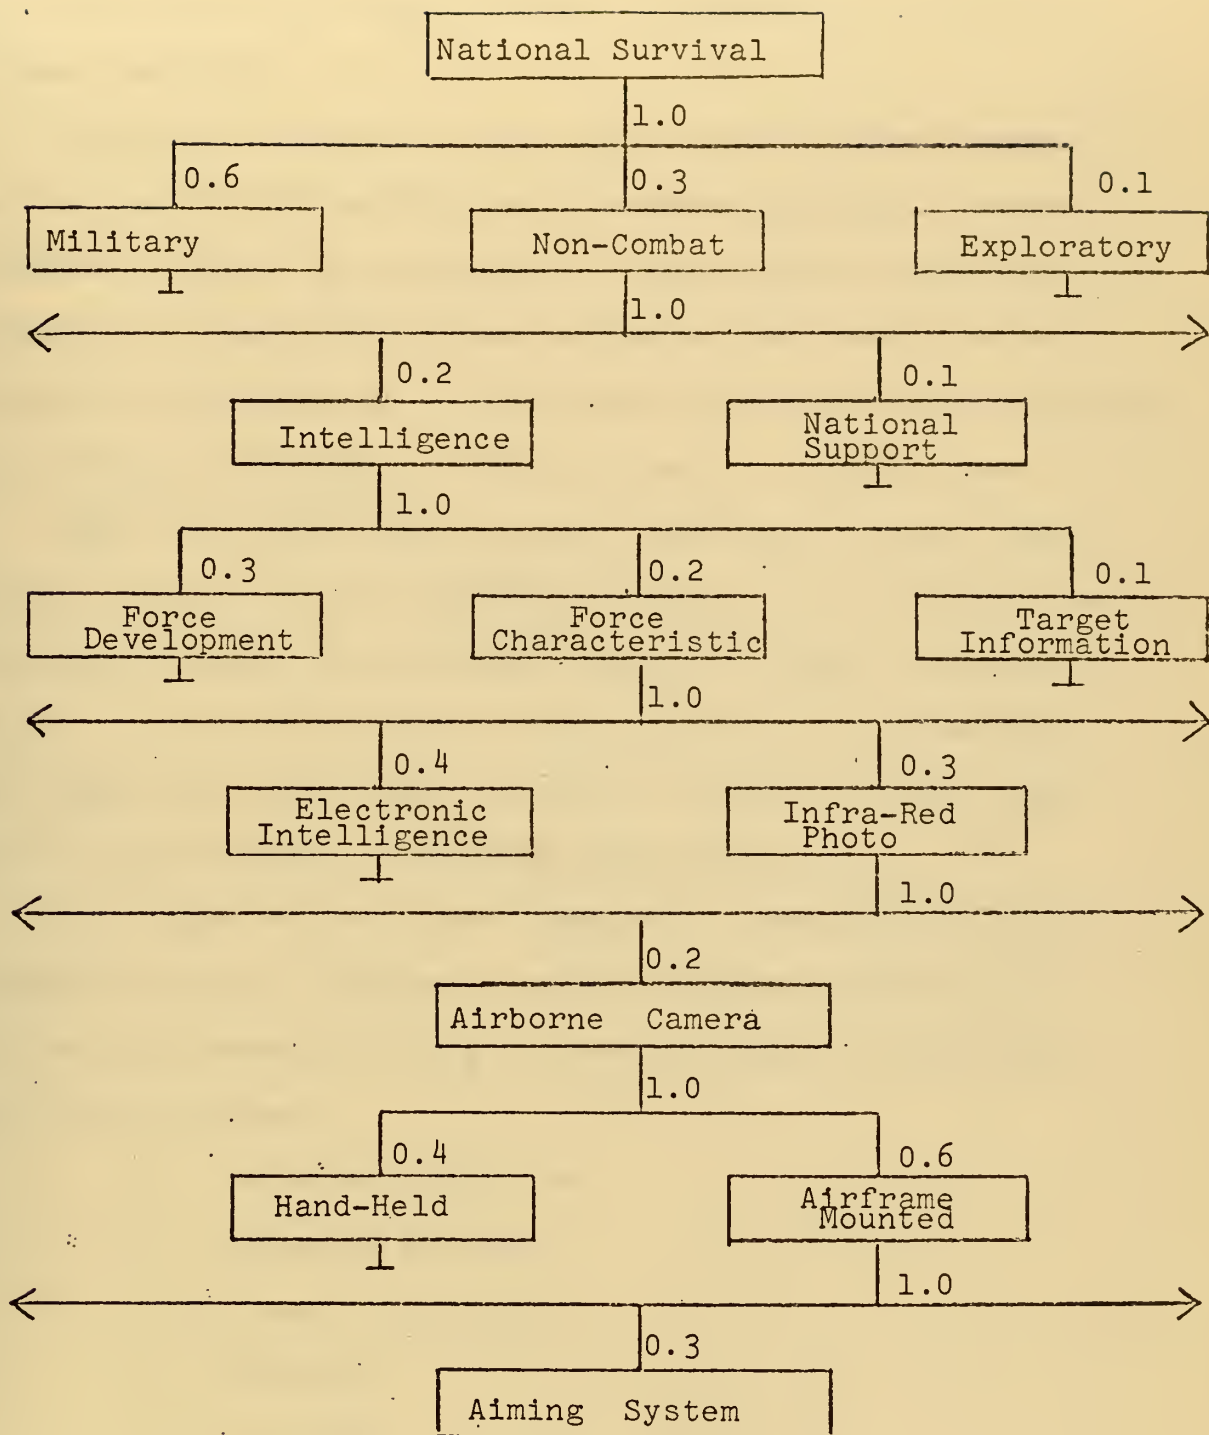 National Survival
1.0
0.6 0.3 0.1
Military Non-Combat Exploratory
1.0
0.2 0.1
Intelligence National
Support
1.0
0.3 0.2 0.1
Force Force Target
Development Characteristic Information
1.0
0.4 0.3
Electronic Infra-Red
Intelligence Photo
1.0
0.2
Airborne Camera
1.0
0.4 0.6
Hand-Held Airframe
Mounted
1.0
0.3
Aiming System